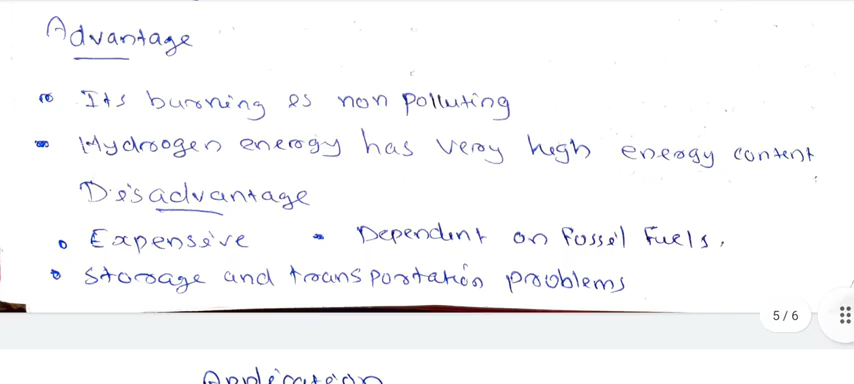 Advantage
Its burning is non polluting
Hydrogen energy has very high energy content
Disadvantage
Expensive • Dependent on Fossil Fuels.
Storage and transportation problems
5 / 6
Application